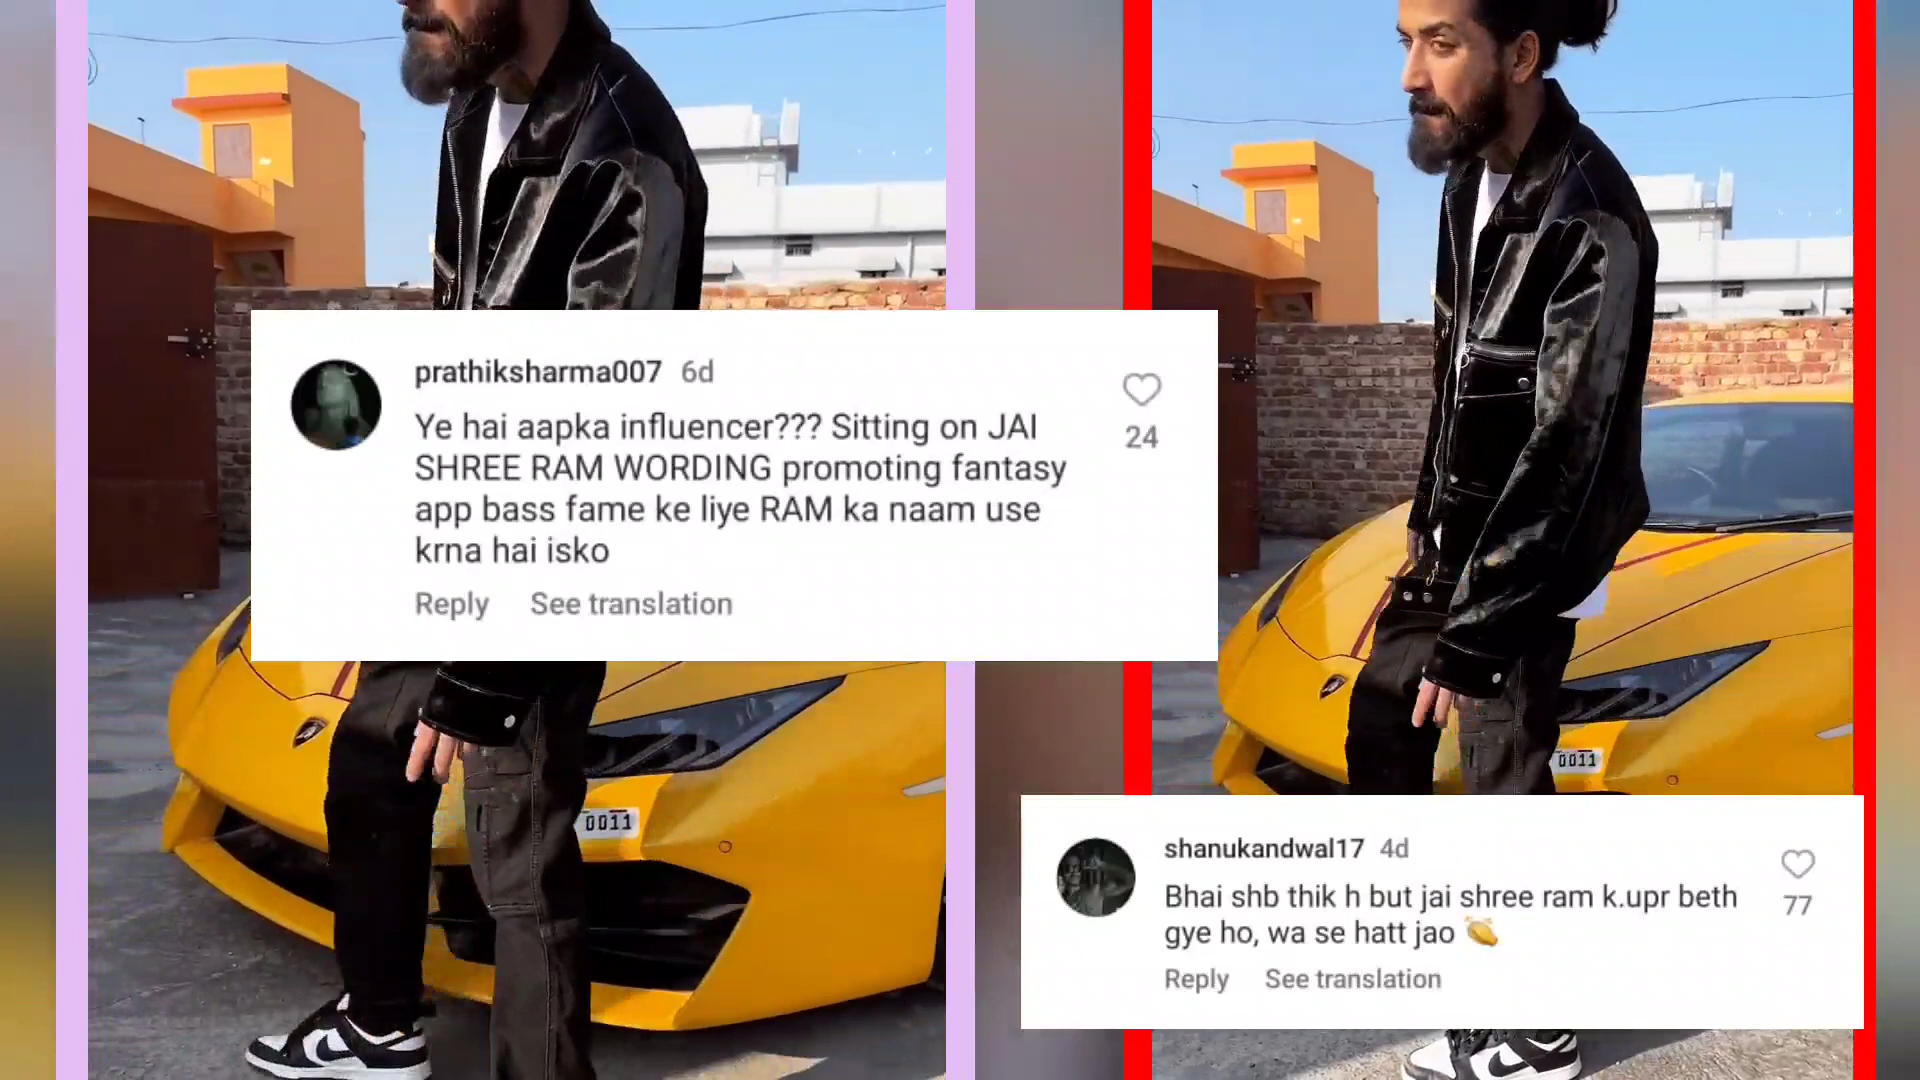 prathiksharma007 6d
Ye hai aapka influencer??? Sitting on JAI
SHREE RAM WORDING promoting fantasy
app bass fame ke liye RAM ka naam use
krna hai isko
24
Reply See translation
0011
0011
shanukandwal17 4d
Bhai shb thik h but jai shree ram k.upr beth
gye ho, wa se hatt jao
77
Reply See translation